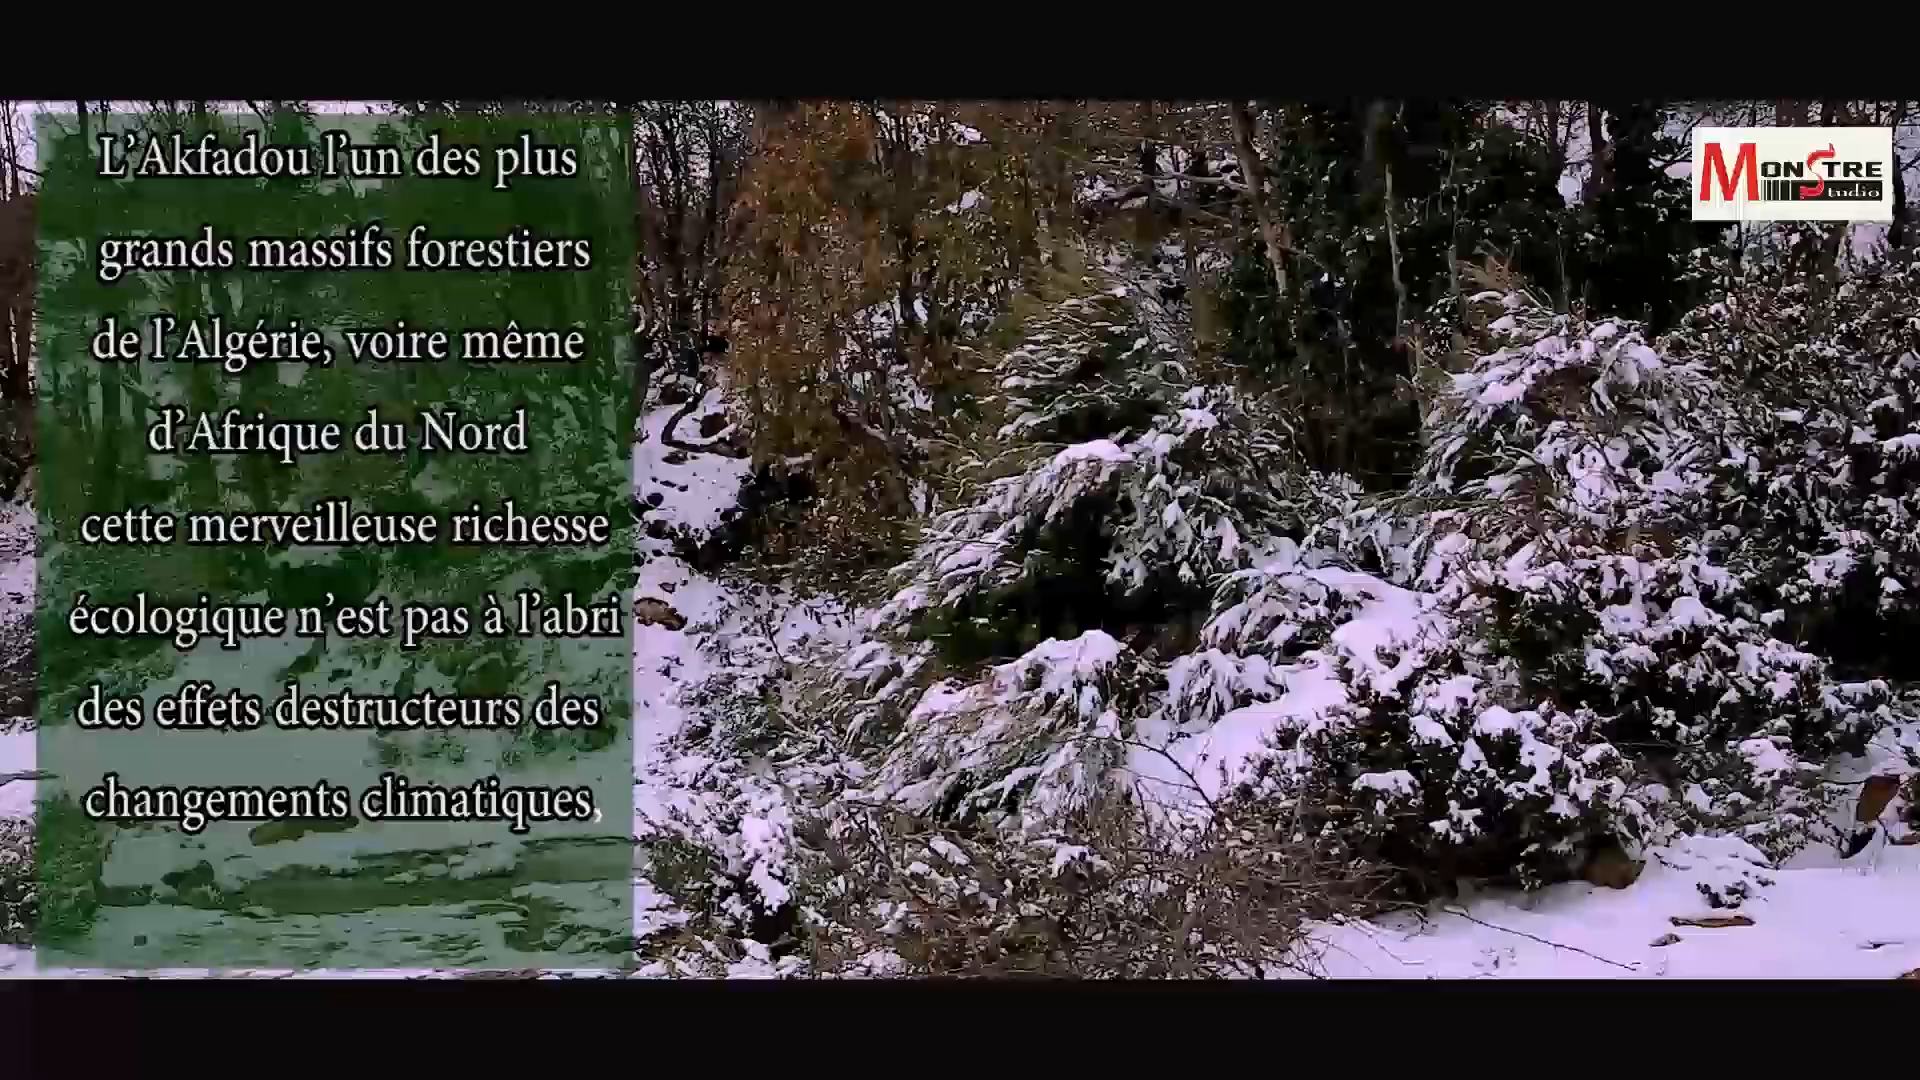 L'Akfadou l'un des plus
grands massifs forestiers
de l'Algérie, voire même
d'Afrique du Nord
cette merveilleuse richesse
écologique n'est pas à l'abri
des effets destructeurs des
changements climatiques,
MONSTRE
Studio